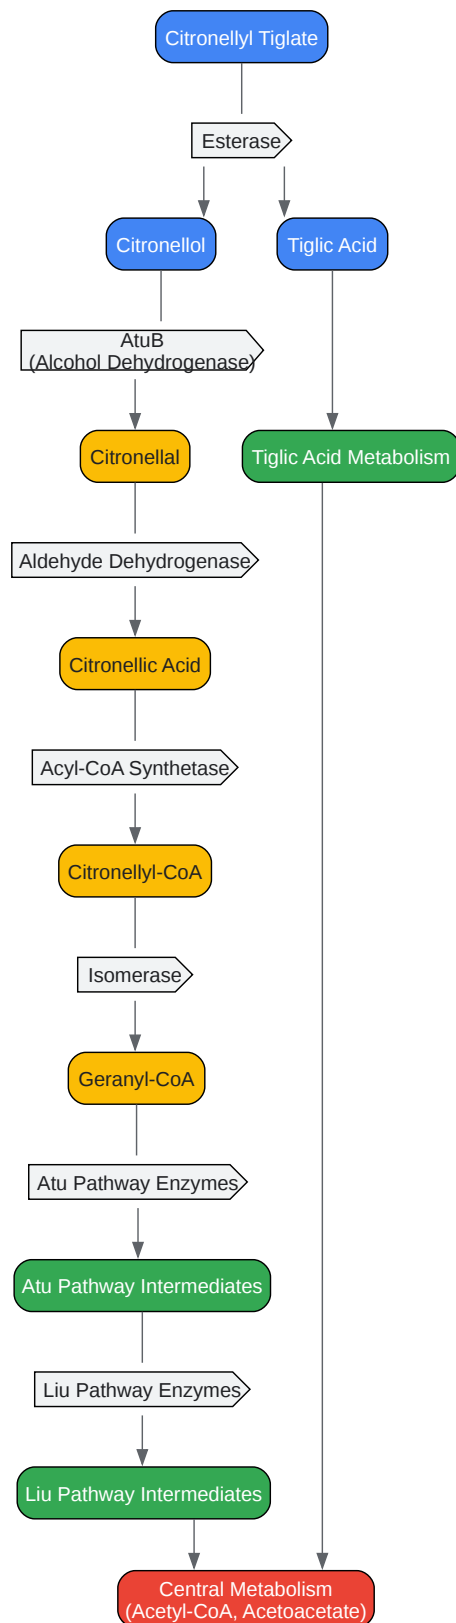 Citronellyl Tiglate
Esterase
Citronellol
Tiglic Acid
AtuB
(Alcohol Dehydrogenase)
Citronellal
Tiglic Acid Metabolism
Aldehyde Dehydrogenase
Citronellic Acid
Acyl-CoA Synthetase
Citronellyl-CoA
Isomerase
Geranyl-CoA
Atu Pathway Enzymes
Atu Pathway Intermediates
Liu Pathway Enzymes
Liu Pathway Intermediates
Central Metabolism
(Acetyl-CoA, Acetoacetate)